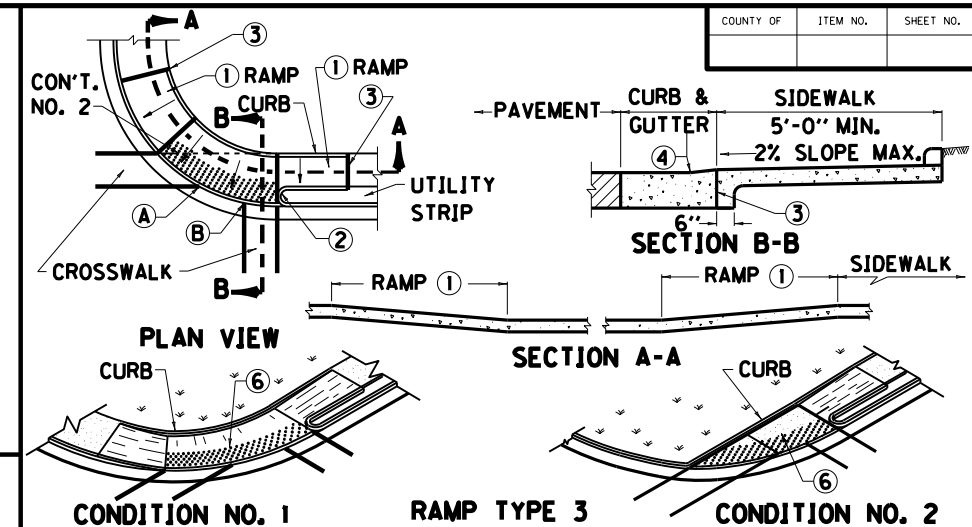 COUNTY OF ITEM NO. SHEET NO.
A
3
1 RAMP
1 RAMP
CON'T.
NO. 2
CURB
3
B
A
UTILITY
STRIP
A
B
2
CROSSWALK
B
PLAN VIEW
PAVEMENT
CURB &
GUTTER
SIDEWALK
5'-0" MIN.
2% SLOPE MAX.
4
3
6"
SECTION B-B
RAMP 1
RAMP 1
SIDEWALK
SECTION A-A
CURB
6
CONDITION NO. 1
RAMP TYPE 3
CURB
6
CONDITION NO. 2